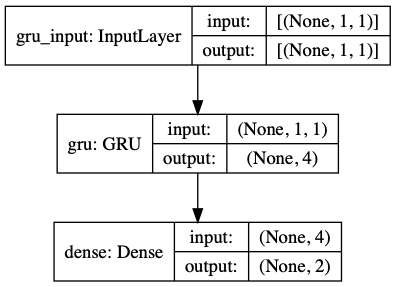 gru_input: InputLayer
input:
[(None, 1, 1)]
output:
[(None, 1, 1)]
gru: GRU
input:
(None, 1, 1)
output:
(None, 4)
dense: Dense
input:
(None, 4)
output:
(None, 2)